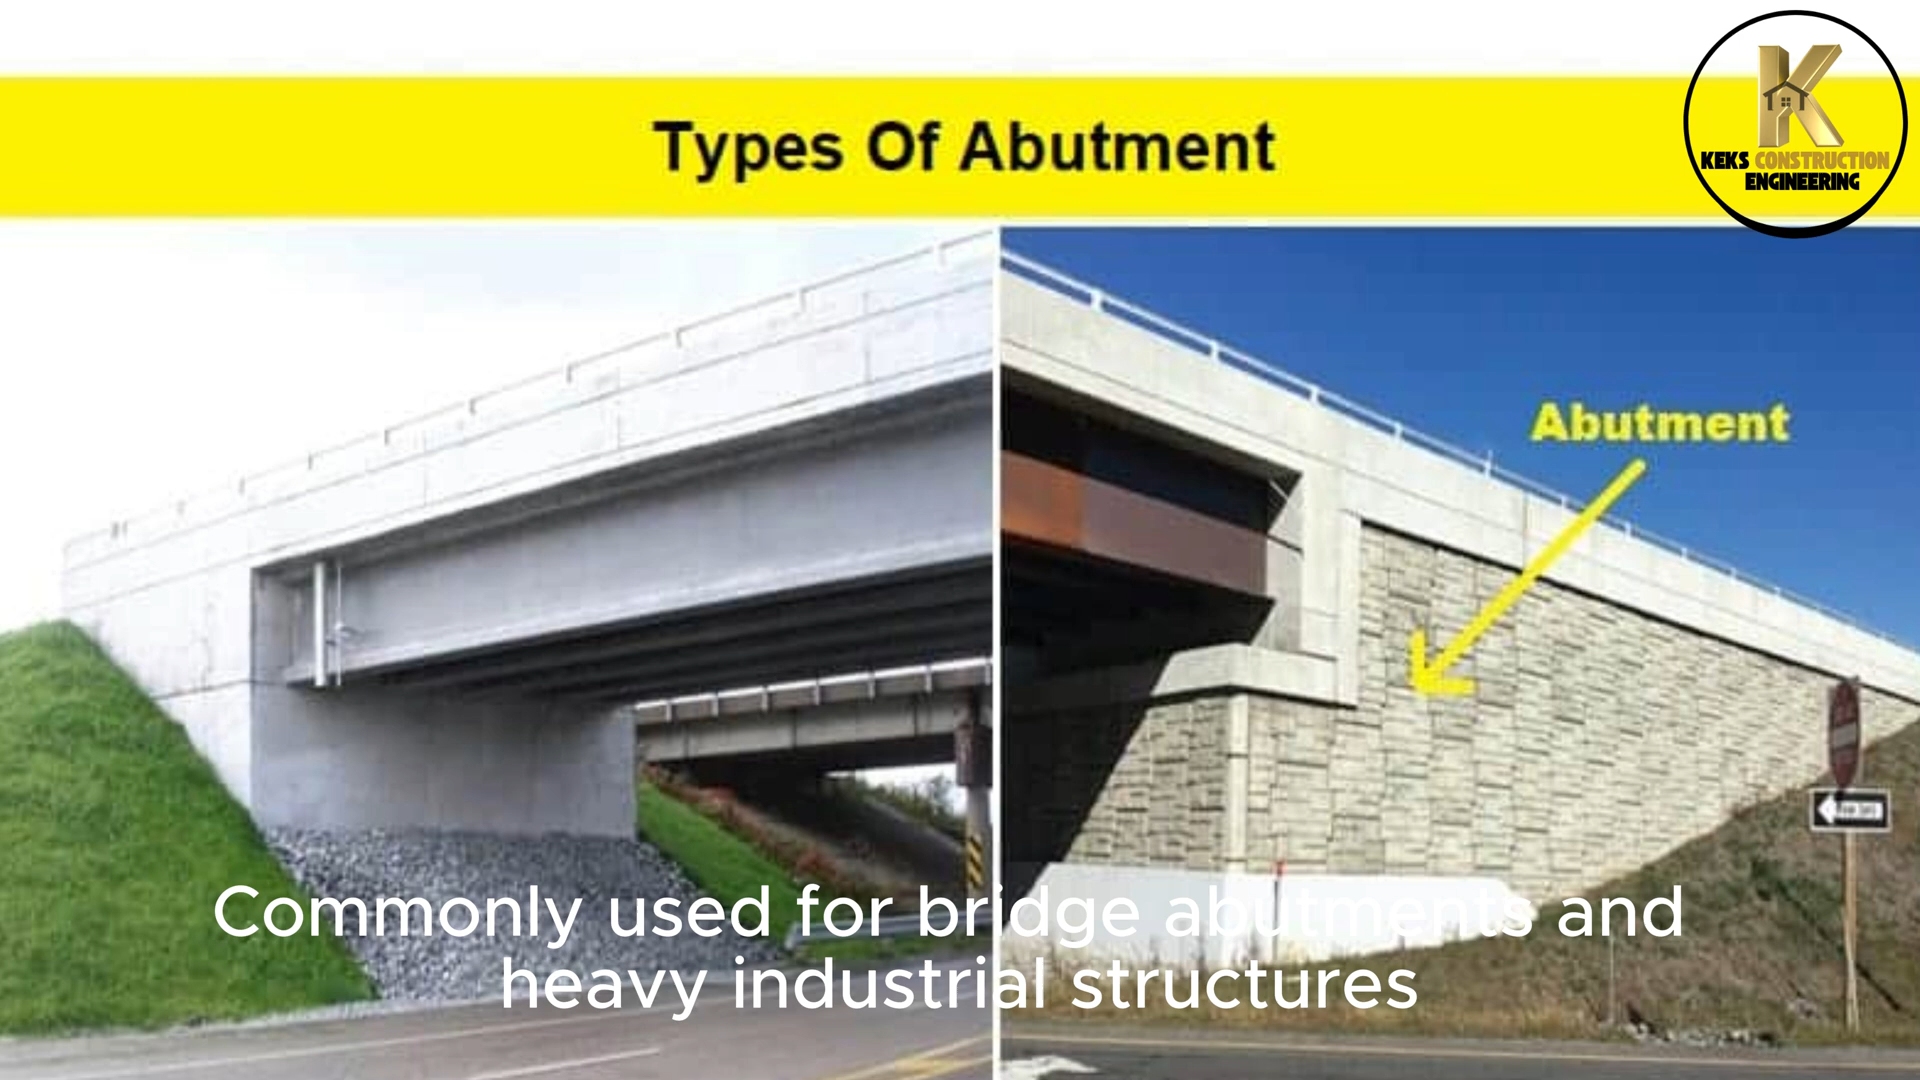 Types Of Abutment
KEKS CONSTRUCTION
ENGINEERING
Abutment
Commonly used for bridge abutments and
heavy industrial structures